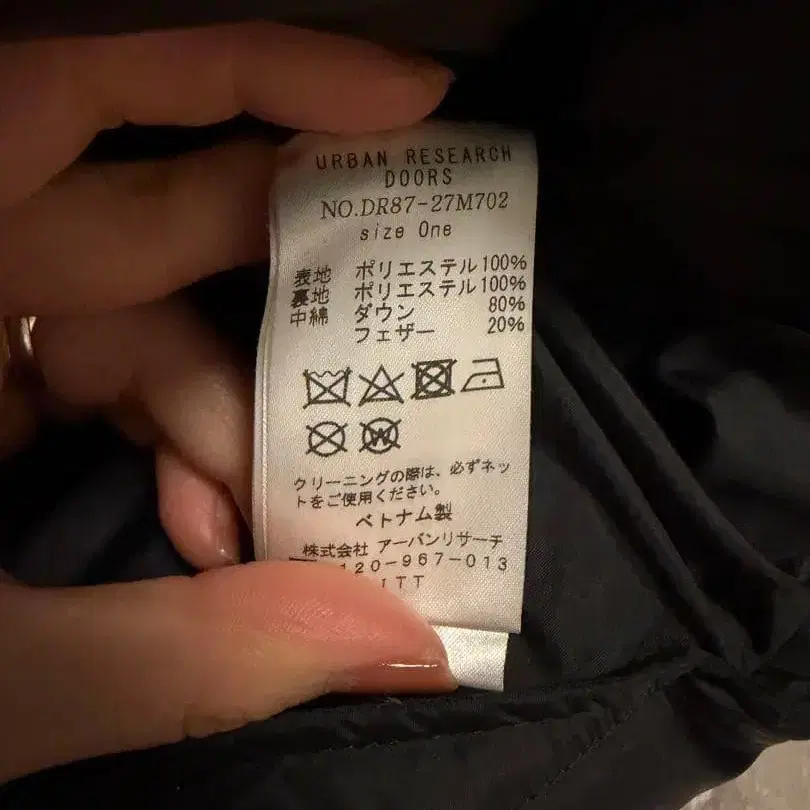 URBAN RESEARCH
DOORS
NO.DR87-27M702
size One
表地 ポリエステル100%
裏地 ポリエステル100%
中綿 ダウン 80%
フェザー 20%
W
クリーニングの際は、必ずネッ
トをご使用ください。
ベトナム製
株式会社 アーバンリサーチ
120-967-013
ITT